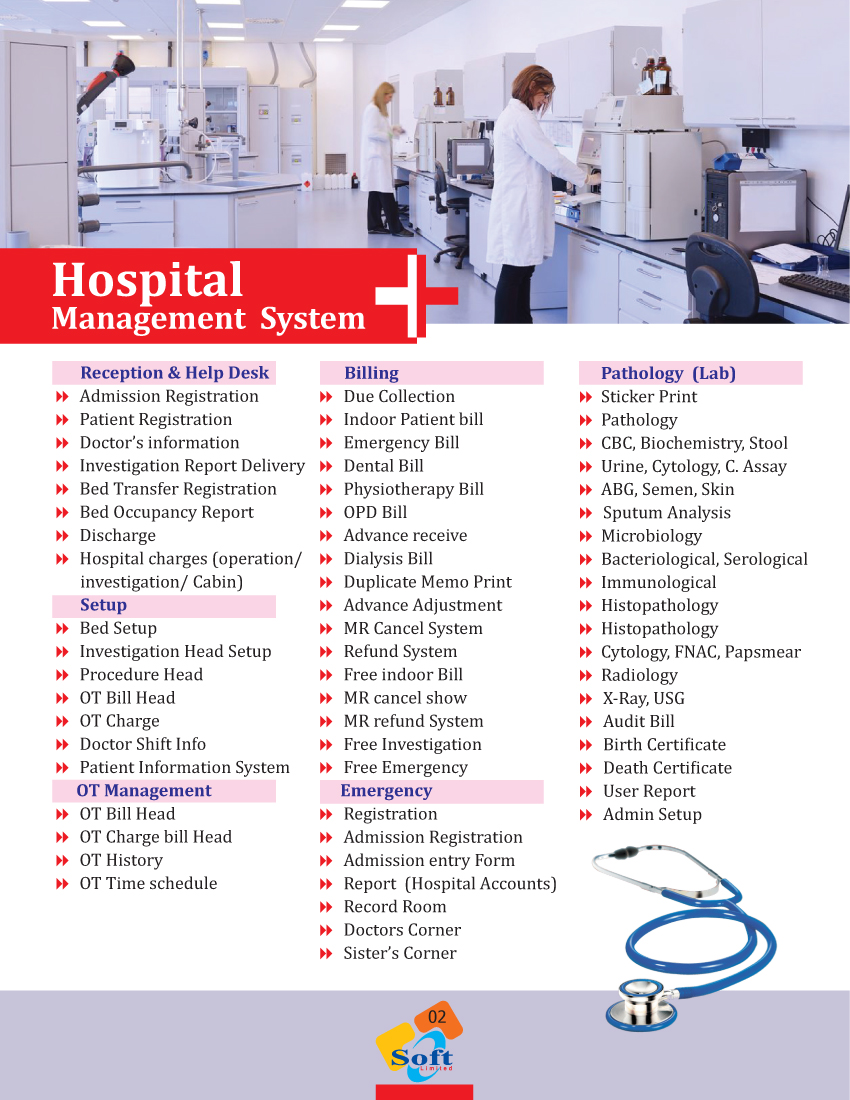 Hospital
Management System
Reception & Help Desk
Admission Registration
Patient Registration
Doctor's information
Investigation Report Delivery
Bed Transfer Registration
Bed Occupancy Report
Discharge
Hospital charges (operation/
investigation/ Cabin)
Setup
Bed Setup
Investigation Head Setup
Procedure Head
OT Bill Head
OT Charge
Doctor Shift Info
Patient Information System
OT Management
OT Bill Head
OT Charge bill Head
OT History
OT Time schedule
Billing
Due Collection
Indoor Patient bill
Emergency Bill
Dental Bill
Physiotherapy Bill
OPD Bill
Advance receive
Dialysis Bill
Duplicate Memo Print
Advance Adjustment
MR Cancel System
Refund System
Free indoor Bill
MR cancel show
MR refund System
Free Investigation
Free Emergency
Emergency
Registration
Admission Registration
Admission entry Form
Report (Hospital Accounts)
Record Room
Doctors Corner
Sister's Corner
Pathology (Lab)
Sticker Print
Pathology
CBC, Biochemistry, Stool
Urine, Cytology, C. Assay
ABG, Semen, Skin
Sputum Analysis
Microbiology
Bacteriological, Serological
Immunological
Histopathology
Histopathology
Cytology, FNAC, Papsmear
Radiology
X-Ray, USG
Audit Bill
Birth Certificate
Death Certificate
User Report
Admin Setup
02
Soft
Limited